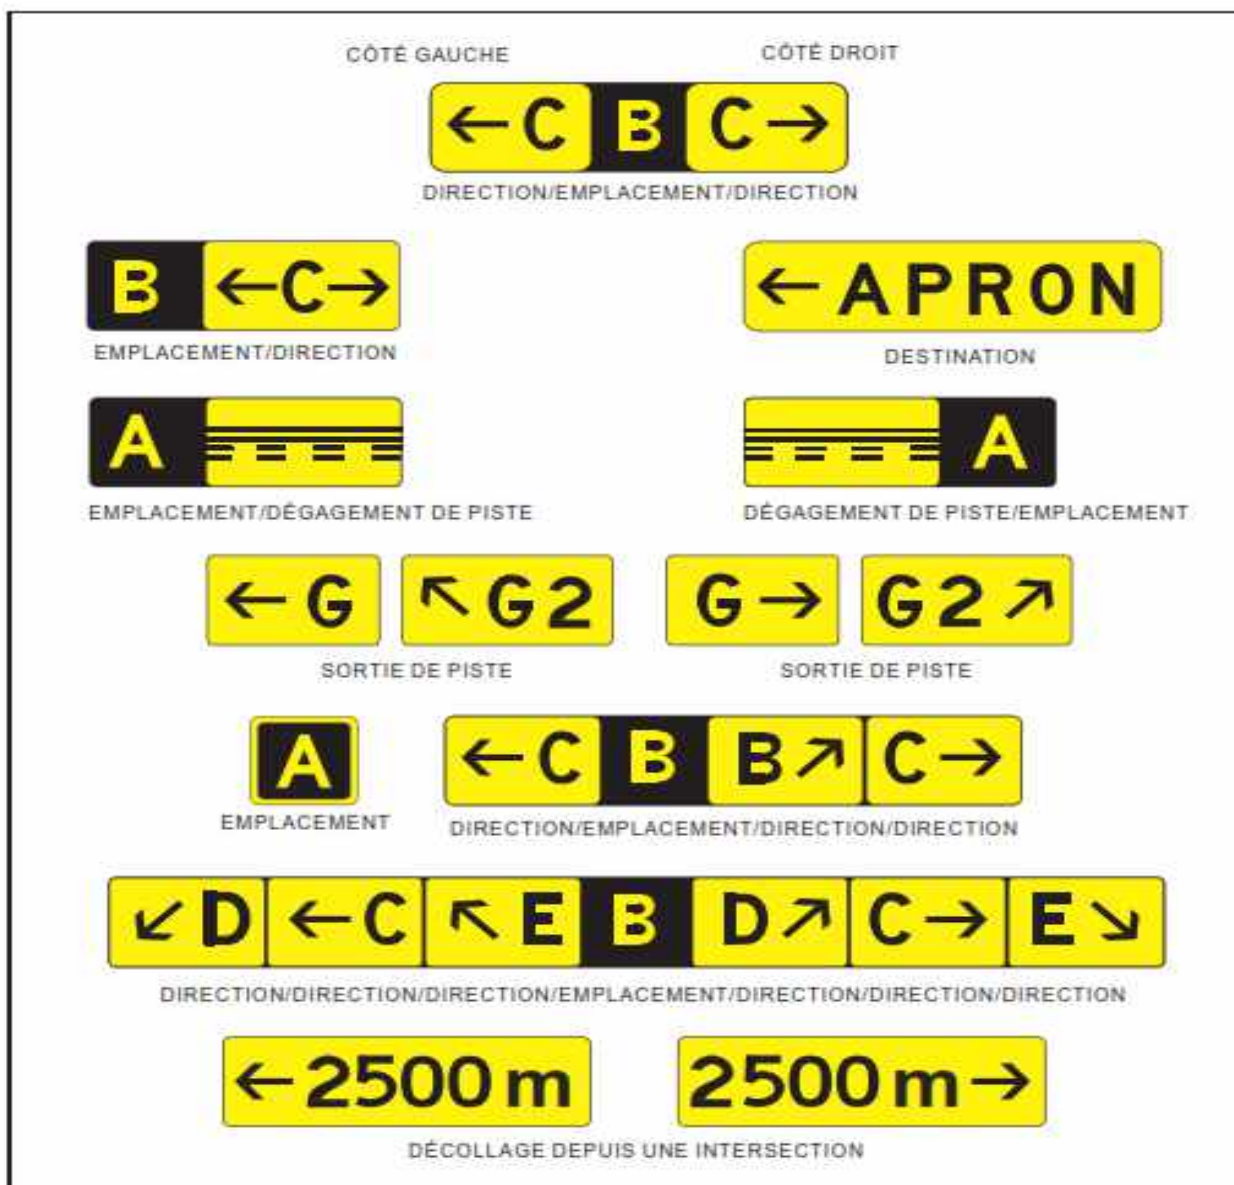 CÔTÉ GAUCHE CÔTÉ DROIT
←C B C→
DIRECTION/EMPLACEMENT/DIRECTION
B ←C→ ←APRON
EMPLACEMENT/DIRECTION DESTINATION
A A
EMPLACEMENT/DÉGAGEMENT DE PISTE DÉGAGEMENT DE PISTE/EMPLACEMENT
←G ↖G2 G→ G2↗
SORTIE DE PISTE SORTIE DE PISTE
A ←C B B↗ C→
EMPLACEMENT DIRECTION/EMPLACEMENT/DIRECTION/DIRECTION
↙D ←C ↖E B D↗ C→ E↘
DIRECTION/DIRECTION/DIRECTION/EMPLACEMENT/DIRECTION/DIRECTION/DIRECTION
←2500 m 2500 m→
DÉCOLLAGE DEPUIS UNE INTERSECTION